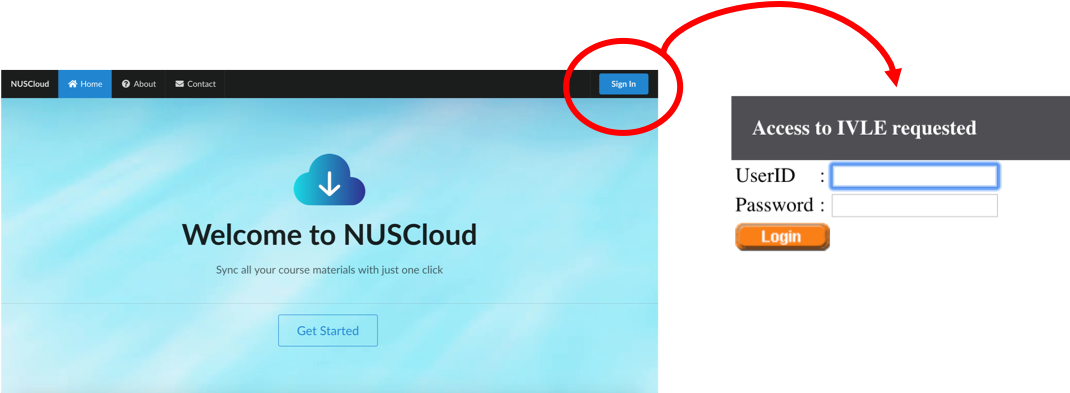 NUSCloud Home About Contact Sign In
Welcome to NUSCloud
Sync all your course materials with just one click
Get Started
Access to IVLE requested
UserID :
Password :
Login